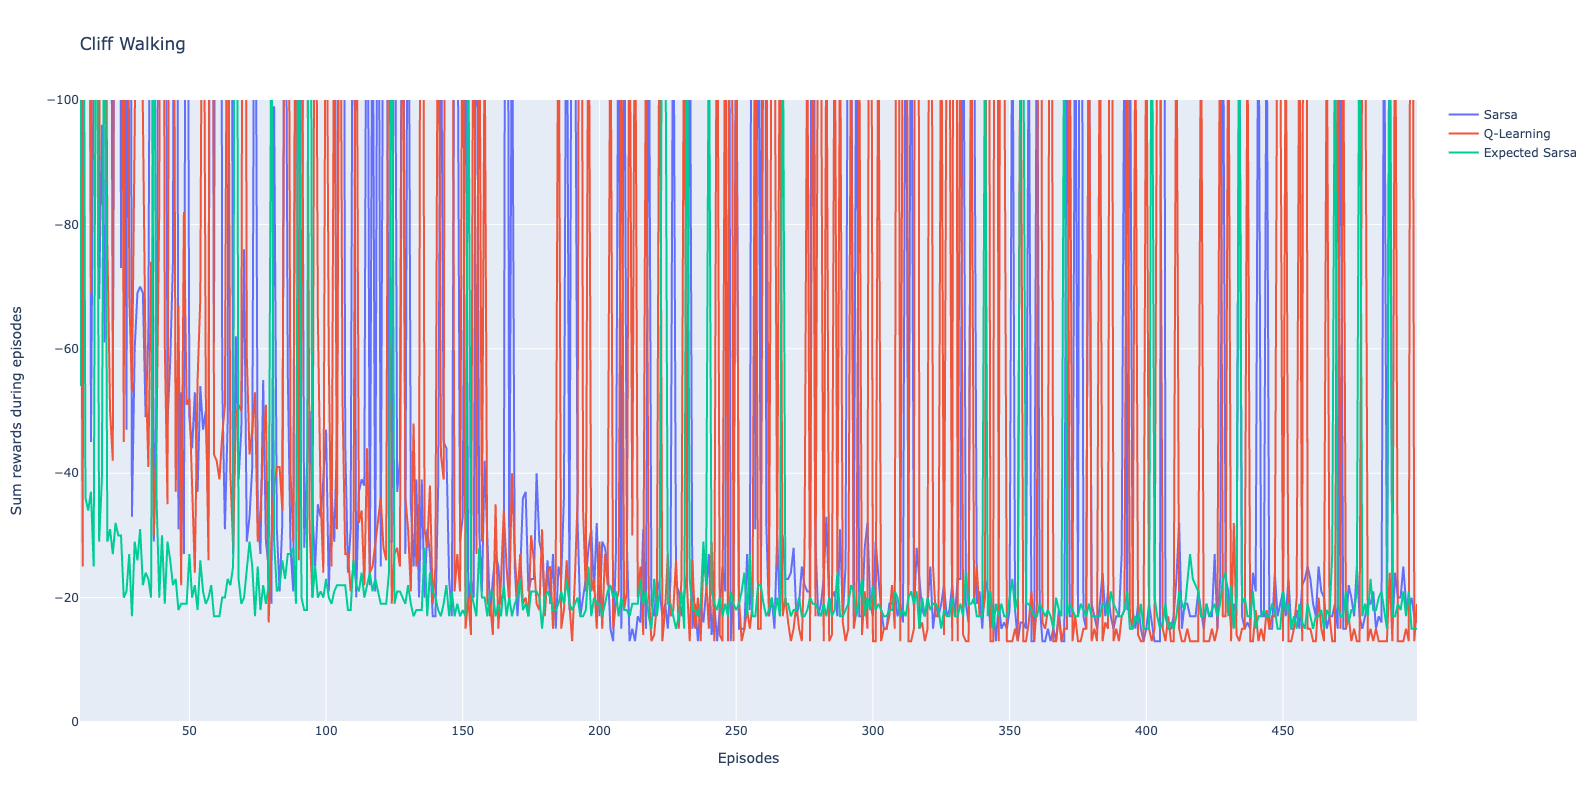 Cliff Walking
Sarsa
Q-Learning
Expected Sarsa
Sum rewards during episodes
−100
−80
−60
−40
−20
0
50
100
150
200
250
300
350
400
450
Episodes